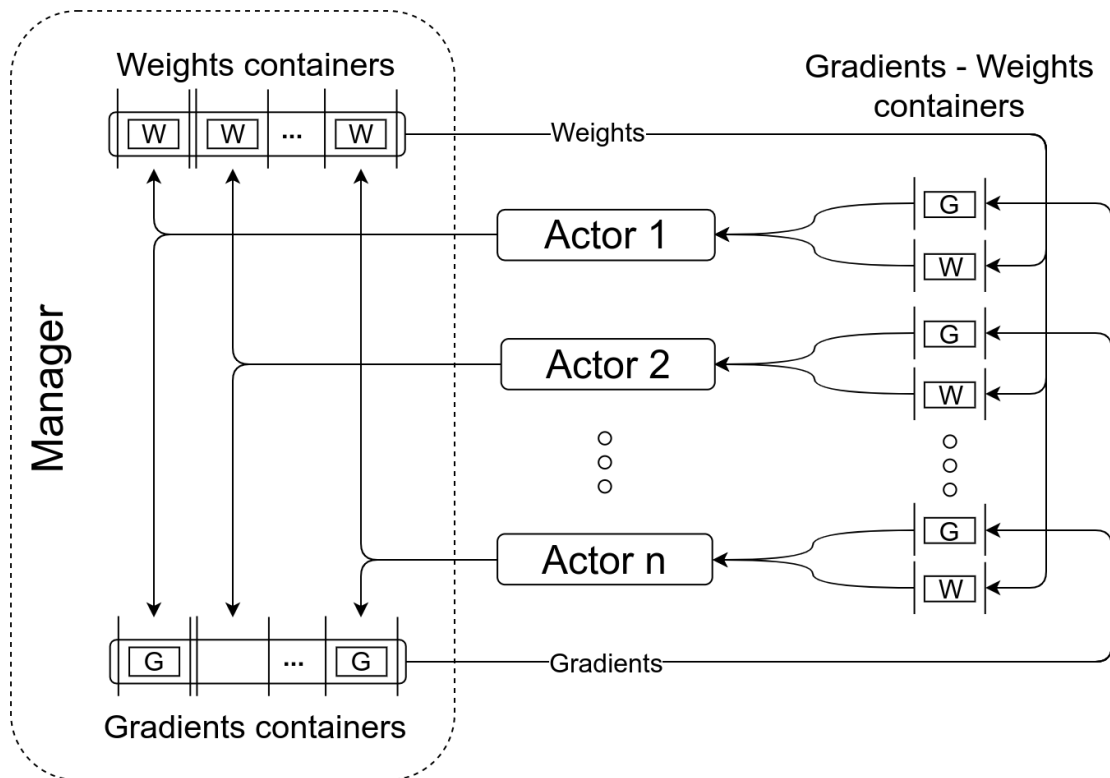 Weights containers
Gradients - Weights
containers
W
W
...
W
Weights
G
Actor 1
W
Manager
G
Actor 2
W
G
Actor n
W
G
...
G
Gradients
Gradients containers